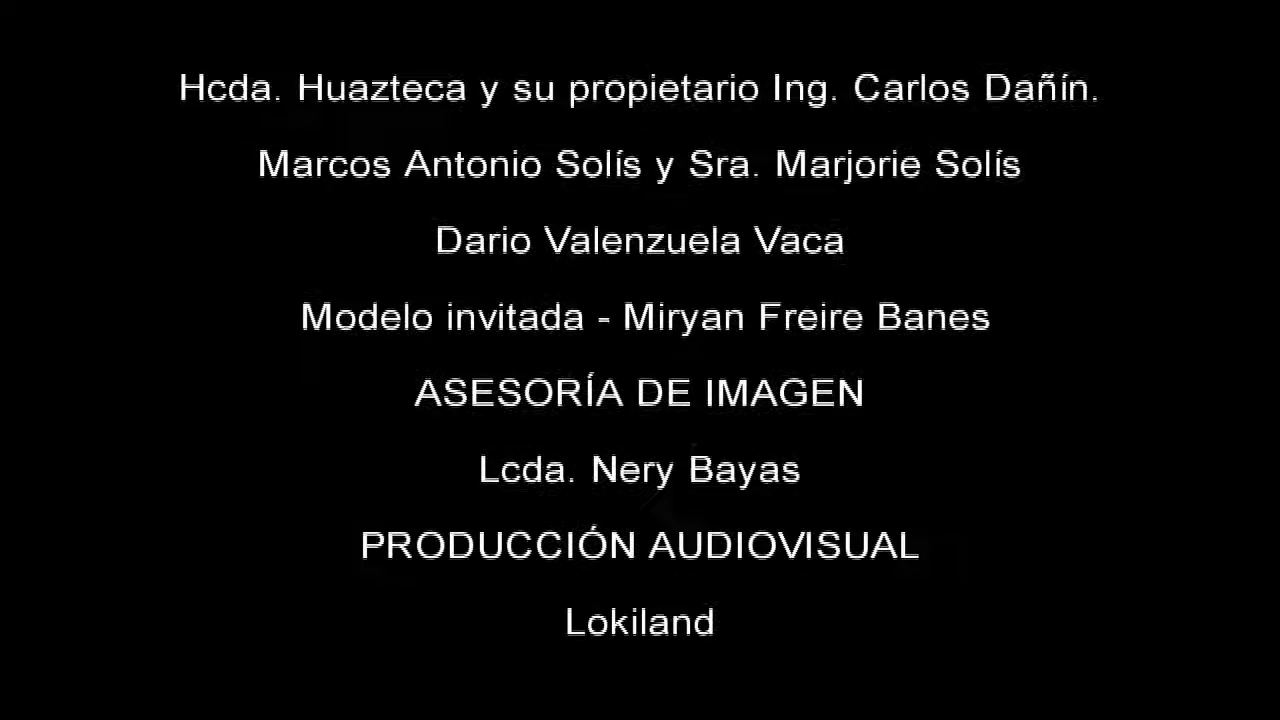 Hcda. Huazteca y su propietario Ing. Carlos Dañín.
Marcos Antonio Solís y Sra. Marjorie Solís
Dario Valenzuela Vaca
Modelo invitada - Miryan Freire Banes
ASESORÍA DE IMAGEN
Lcda. Nery Bayas
PRODUCCIÓN AUDIOVISUAL
Lokiland